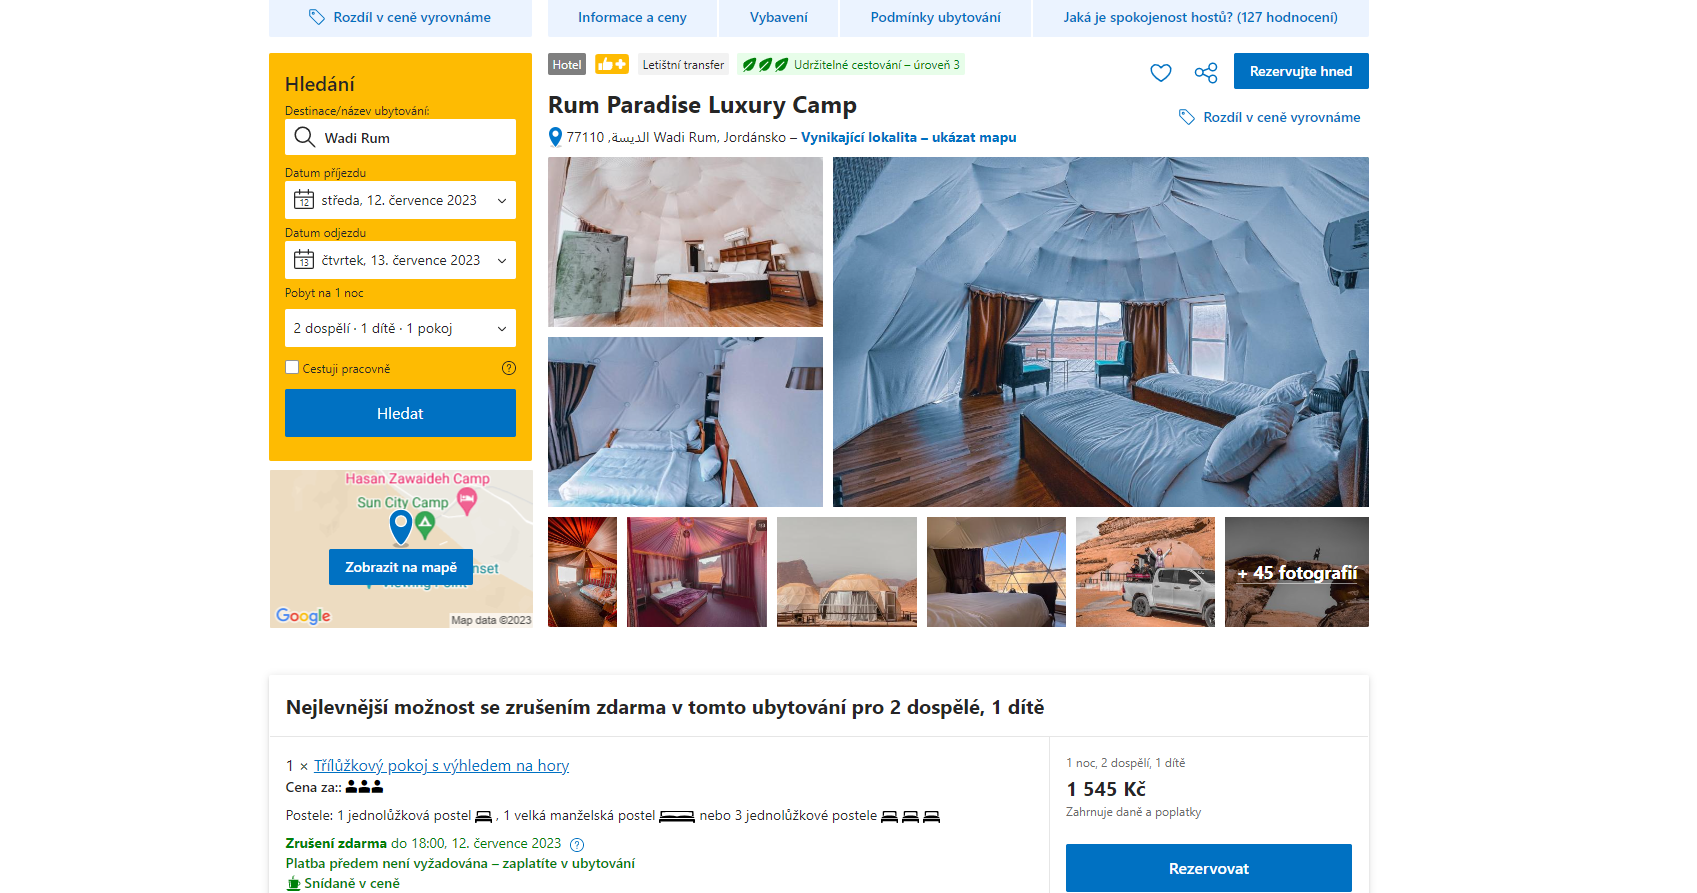 Rozdíl v ceně vyrovnáme
Informace a ceny
Vybavení
Podmínky ubytování
Jaká je spokojenost hostů? (127 hodnocení)
Hledání
Destinace/název ubytování:
Wadi Rum
Datum příjezdu
12
středa, 12. července 2023
Datum odjezdu
13
čtvrtek, 13. července 2023
Pobyt na 1 noc
2 dospělí · 1 dítě · 1 pokoj
Cestuji pracovně
?
Hledat
Hasan Zawaideh Camp
Sun City Camp
Zobrazit na mapě
nset
Viewing Point
Google
Map data ©2023
Hotel
Letištní transfer
Udržitelné cestování – úroveň 3
Rezervujte hned
Rum Paradise Luxury Camp
Rozdíl v ceně vyrovnáme
77110 ,الديسة Wadi Rum, Jordánsko – Vynikající lokalita – ukázat mapu
+ 45 fotografií
Nejlevnější možnost se zrušením zdarma v tomto ubytování pro 2 dospělé, 1 dítě
1 × Třílůžkový pokoj s výhledem na hory
Cena za::
Postele: 1 jednolůžková postel , 1 velká manželská postel nebo 3 jednolůžkové postele
Zrušení zdarma do 18:00, 12. července 2023 ?
Platba předem není vyžadována – zaplatíte v ubytování
Snídaně v ceně
1 noc, 2 dospělí, 1 dítě
1 545 Kč
Zahrnuje daně a poplatky
Rezervovat